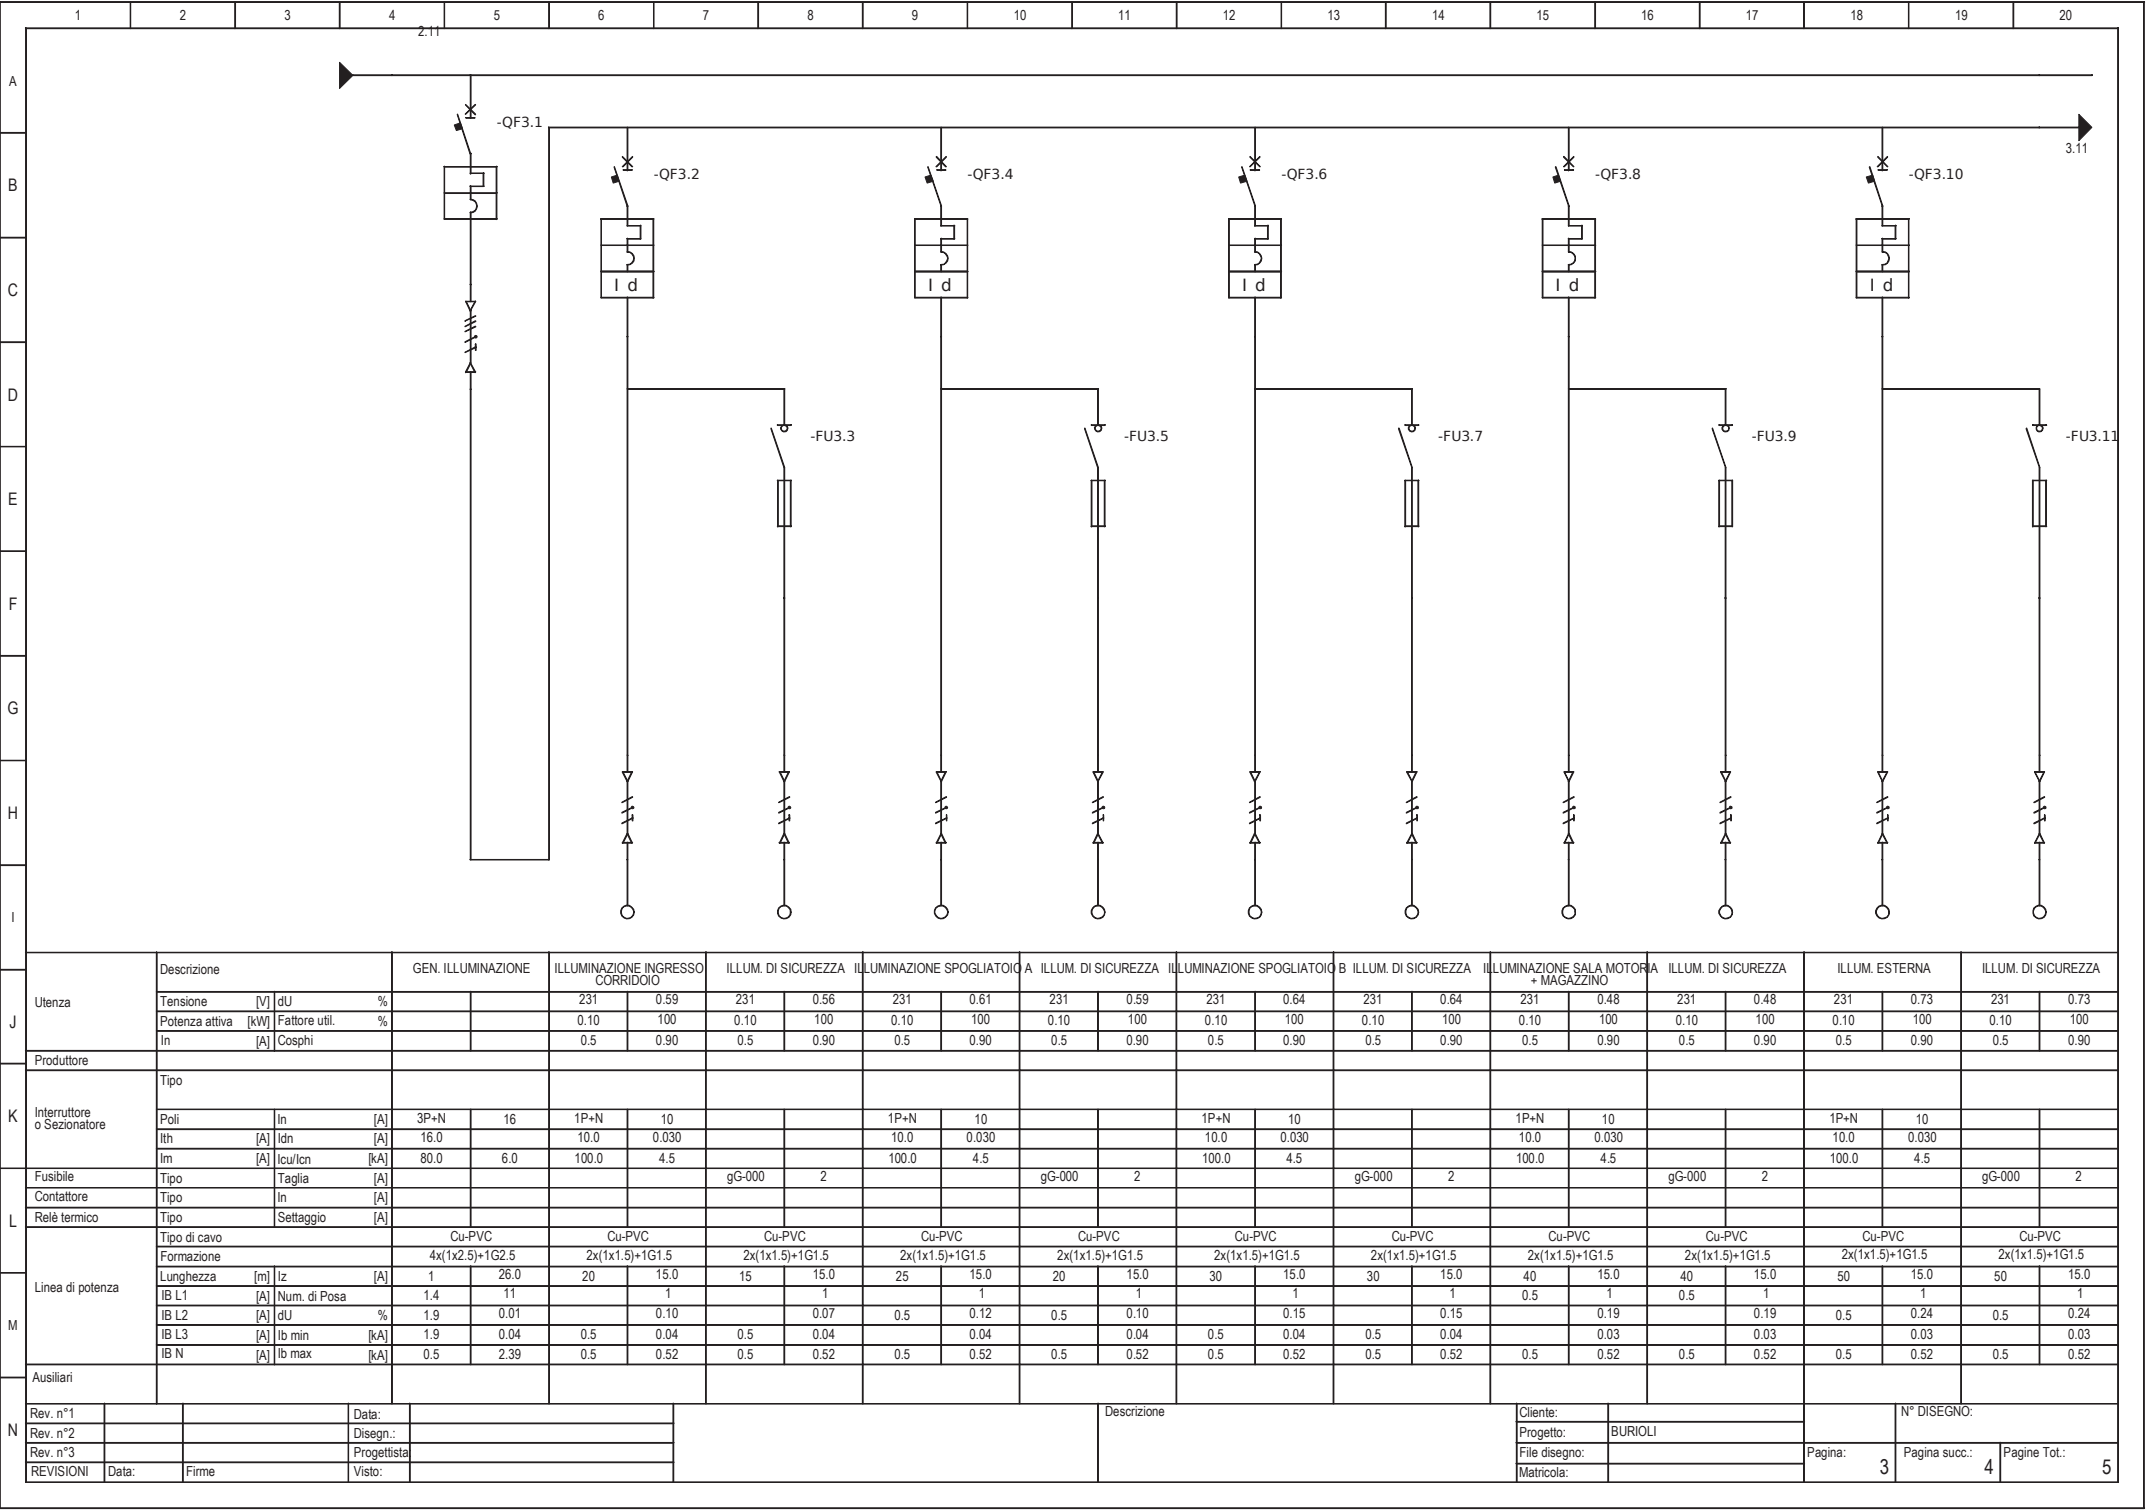 1 2 3 4 5 6 7 8 9 10 11 12 13 14 15 16 17 18 19 20
2.11
A
-QF3.1
3.11
B
-QF3.2 -QF3.4 -QF3.6 -QF3.8 -QF3.10
C
I d I d I d I d I d
D
-FU3.3 -FU3.5 -FU3.7 -FU3.9 -FU3.11
E
F
G
H
I
J
K
L
M
N
Utenza
Descrizione GEN. ILLUMINAZIONE ILLUMINAZIONE INGRESSO CORRIDOIO ILLUM. DI SICUREZZA ILLUMINAZIONE SPOGLIATOIO A ILLUM. DI SICUREZZA ILLUMINAZIONE SPOGLIATOIO B ILLUM. DI SICUREZZA ILLUMINAZIONE SALA MOTORIA + MAGAZZINO ILLUM. DI SICUREZZA ILLUM. ESTERNA ILLUM. DI SICUREZZA
Tensione [V] dU % 231 0.59 231 0.56 231 0.61 231 0.59 231 0.64 231 0.64 231 0.48 231 0.48 231 0.73 231 0.73
Potenza attiva [kW] Fattore util. % 0.10 100 0.10 100 0.10 100 0.10 100 0.10 100 0.10 100 0.10 100 0.10 100 0.10 100 0.10 100
In [A] Cosphi 0.5 0.90 0.5 0.90 0.5 0.90 0.5 0.90 0.5 0.90 0.5 0.90 0.5 0.90 0.5 0.90 0.5 0.90 0.5 0.90
Produttore
Interruttore
o Sezionatore
Tipo
Poli In [A] 3P+N 16 1P+N 10 1P+N 10 1P+N 10 1P+N 10 1P+N 10
Ith [A] Idn [A] 16.0 10.0 0.030 10.0 0.030 10.0 0.030 10.0 0.030 10.0 0.030
Im [A] Icu/Icn [kA] 80.0 6.0 100.0 4.5 100.0 4.5 100.0 4.5 100.0 4.5 100.0 4.5
Fusibile Tipo Taglia [A] gG-000 2 gG-000 2 gG-000 2 gG-000 2 gG-000 2
Contattore Tipo In [A]
Relè termico Tipo Settaggio [A]
Linea di potenza
Tipo di cavo Cu-PVC Cu-PVC Cu-PVC Cu-PVC Cu-PVC Cu-PVC Cu-PVC Cu-PVC Cu-PVC Cu-PVC Cu-PVC
Formazione 4x(1x2.5)+1G2.5 2x(1x1.5)+1G1.5 2x(1x1.5)+1G1.5 2x(1x1.5)+1G1.5 2x(1x1.5)+1G1.5 2x(1x1.5)+1G1.5 2x(1x1.5)+1G1.5 2x(1x1.5)+1G1.5 2x(1x1.5)+1G1.5 2x(1x1.5)+1G1.5 2x(1x1.5)+1G1.5
Lunghezza [m] Iz [A] 1 26.0 20 15.0 15 15.0 25 15.0 20 15.0 30 15.0 30 15.0 40 15.0 40 15.0 50 15.0 50 15.0
IB L1 [A] Num. di Posa 1.4 11 1 1 1 1 1 1 0.5 1 0.5 1 1 1
IB L2 [A] dU % 1.9 0.01 0.10 0.07 0.5 0.12 0.5 0.10 0.15 0.15 0.19 0.19 0.5 0.24 0.5 0.24
IB L3 [A] Ib min [kA] 1.9 0.04 0.5 0.04 0.5 0.04 0.04 0.04 0.5 0.04 0.5 0.04 0.03 0.03 0.03 0.03
IB N [A] Ib max [kA] 0.5 2.39 0.5 0.52 0.5 0.52 0.5 0.52 0.5 0.52 0.5 0.52 0.5 0.52 0.5 0.52 0.5 0.52 0.5 0.52 0.5 0.52
Ausiliari
Rev. n°1 Data: Descrizione Cliente: N° DISEGNO:
Rev. n°2 Disegn.: Progetto: BURIOLI
Rev. n°3 Progettista File disegno: Pagina: 3 Pagina succ.: 4 Pagine Tot.: 5
REVISIONI Data: Firme Visto: Matricola: